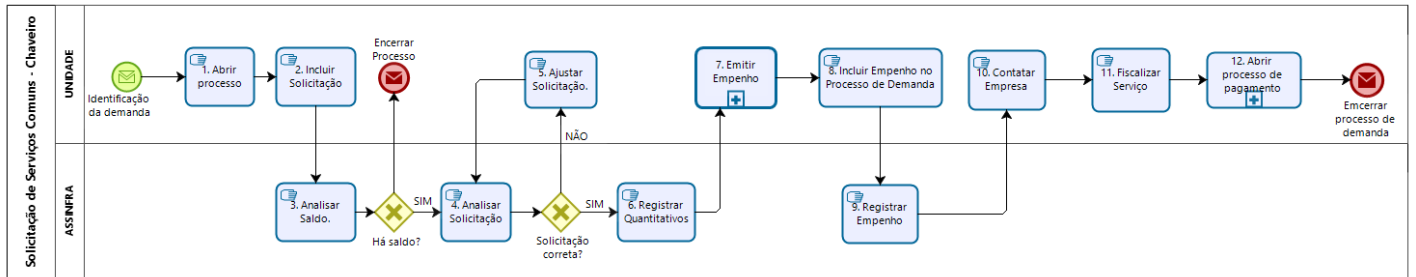 Solicitação de Serviços Comuns - Chaveiro
UNIDADE
Identificação
da demanda
1. Abrir
processo
2. Incluir
Solicitação
Encerrar
Processo
5. Ajustar
Solicitação.
NÃO
7. Emitir
Empenho
8. Incluir Empenho no
Processo de Demanda
10. Contatar
Empresa
11. Fiscalizar
Serviço
12. Abrir
processo de
pagamento
Emcerrar
processo de
demanda
ASSINFRA
3. Analisar
Saldo.
Há saldo?
SIM
4. Analisar
Solicitação
Solicitação
correta?
SIM
6. Registrar
Quantitativos
9. Registrar
Empenho